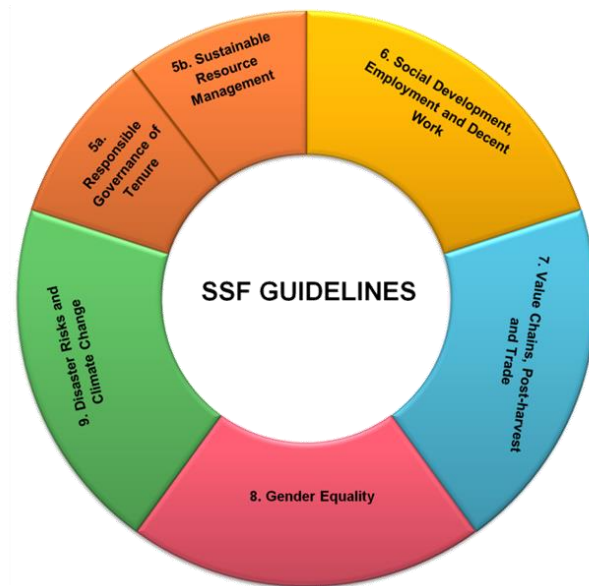 5b. Sustainable
Resource
Management
6. Social Development,
Employment and Decent
Work
5a.
Responsible
Governance of
Tenure
SSF GUIDELINES
7. Value Chains, Post-harvest
and Trade
9. Disaster Risks and
Climate Change
8. Gender Equality